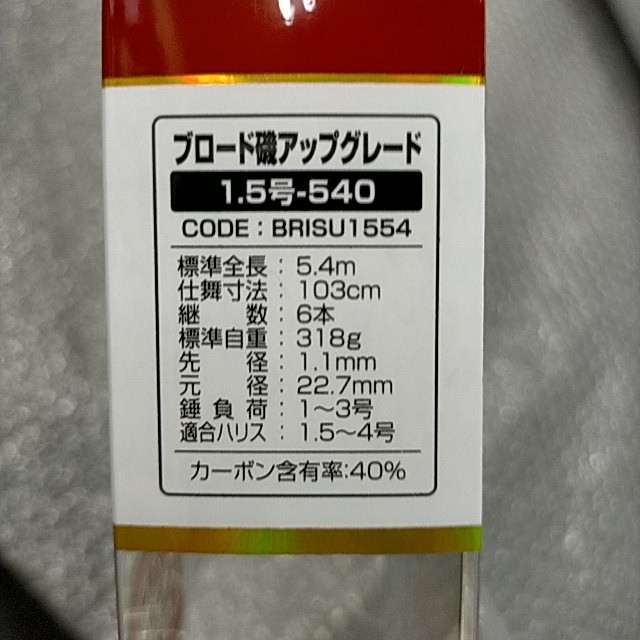 ブロード磯アップグレード
1.5号-540
CODE：BRISU1554
標準全長：5.4m
仕舞寸法：103cm
継数：6本
標準自重：318g
先径：1.1mm
元径：22.7mm
錘負荷：1～3号
適合ハリス：1.5～4号
カーボン含有率:40%